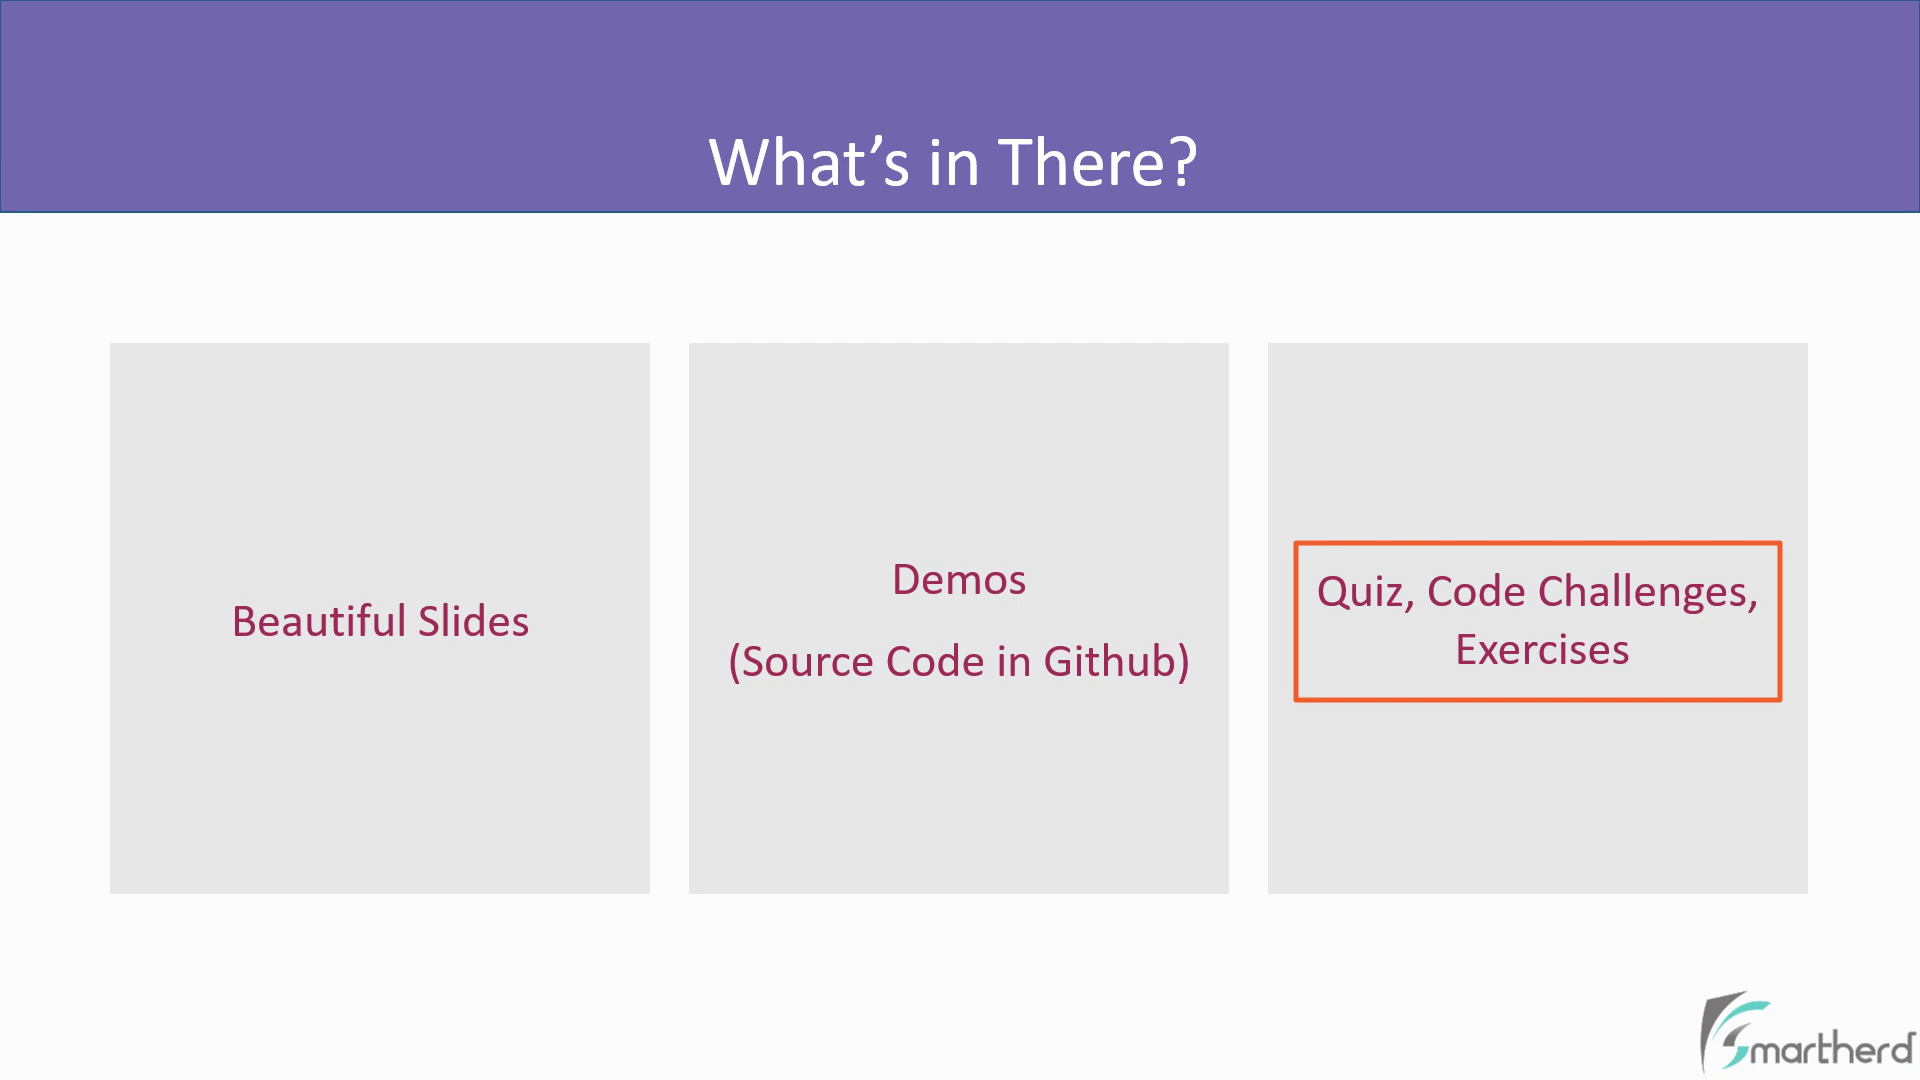 What’s in There?
Beautiful Slides
Demos
(Source Code in Github)
Quiz, Code Challenges,
Exercises
Smartherd